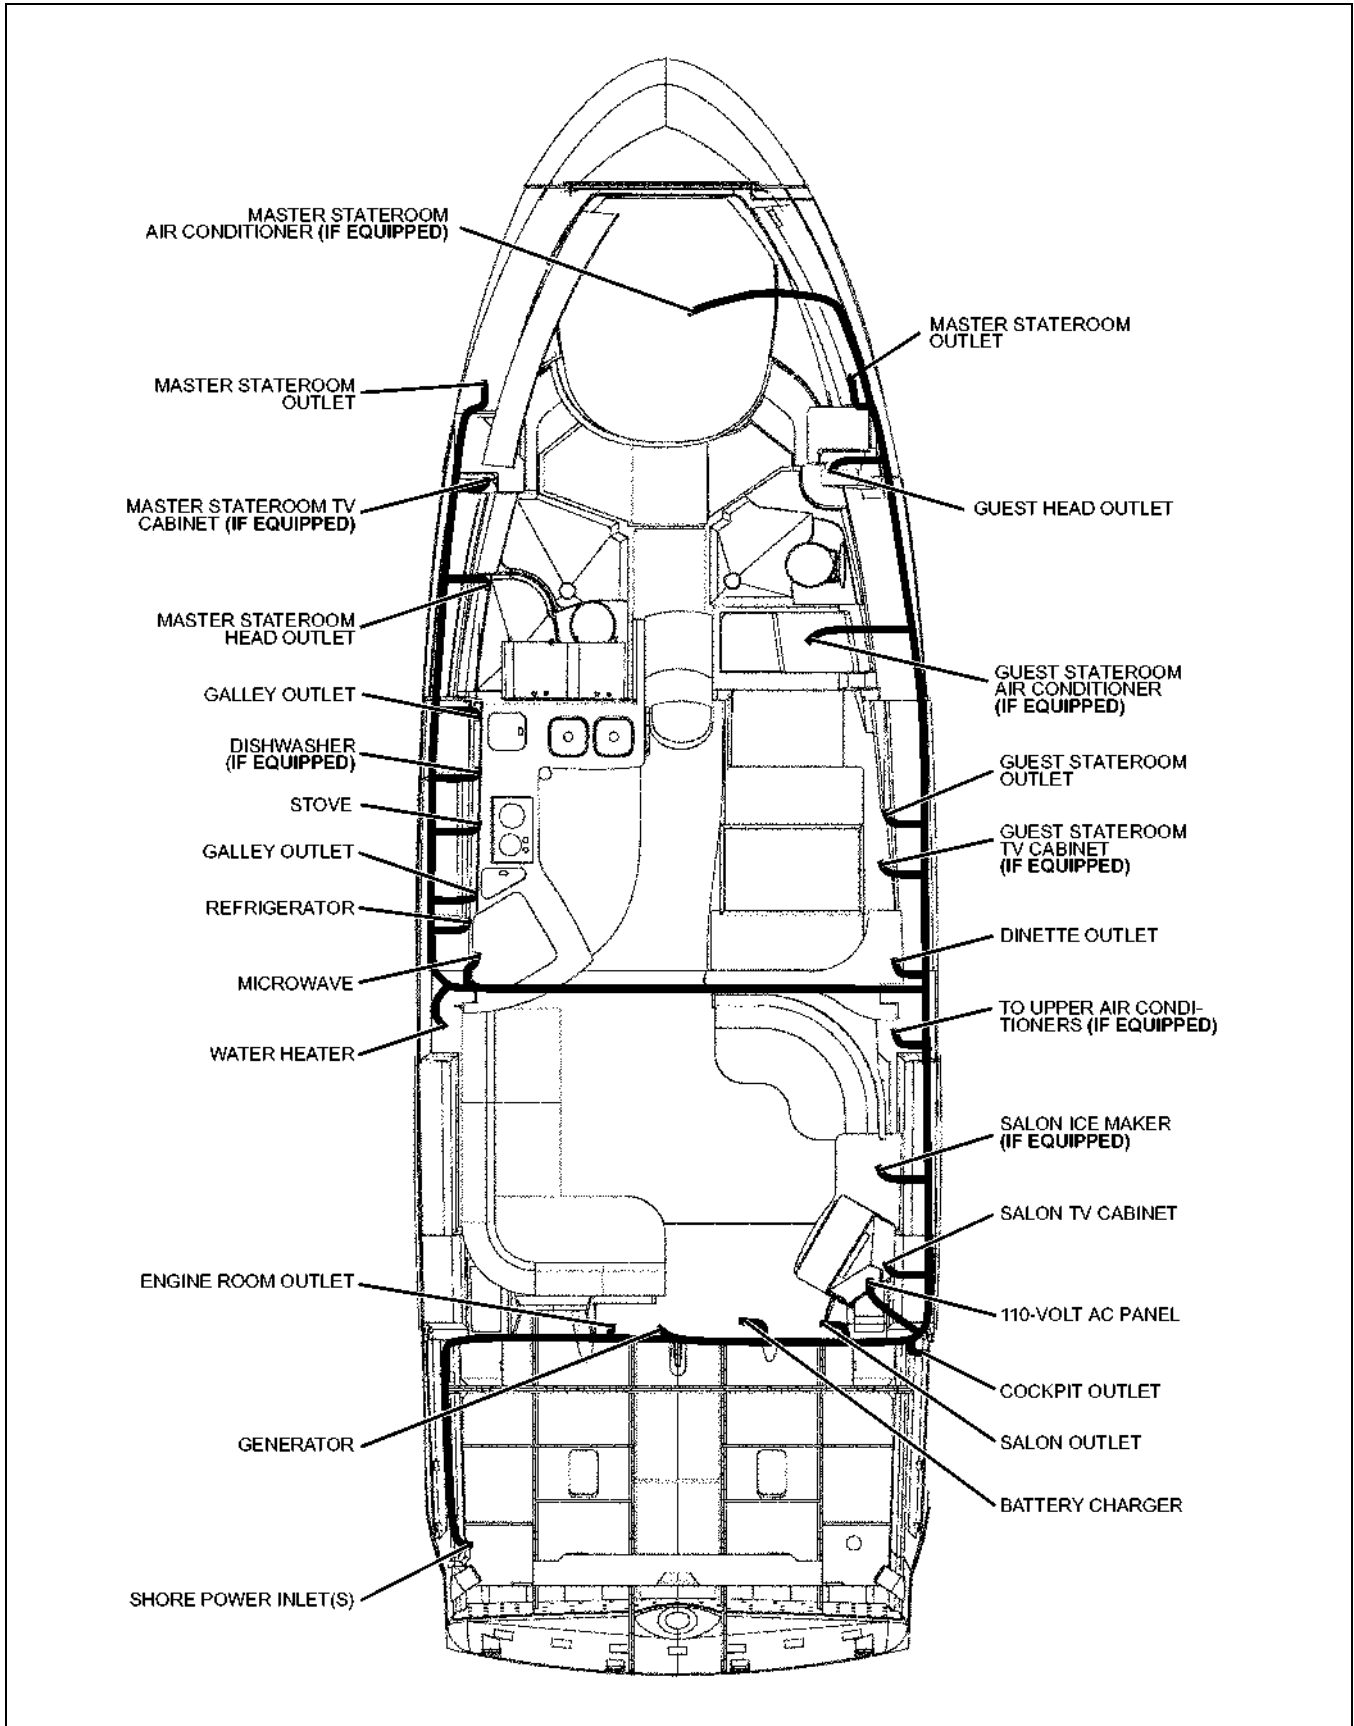 MASTER STATEROOM
AIR CONDITIONER (IF EQUIPPED)
MASTER STATEROOM
OUTLET
MASTER STATEROOM TV
CABINET (IF EQUIPPED)
MASTER STATEROOM
HEAD OUTLET
GALLEY OUTLET
DISHWASHER
(IF EQUIPPED)
STOVE
GALLEY OUTLET
REFRIGERATOR
MICROWAVE
WATER HEATER
ENGINE ROOM OUTLET
GENERATOR
SHORE POWER INLET(S)
MASTER STATEROOM
OUTLET
GUEST HEAD OUTLET
GUEST STATEROOM
AIR CONDITIONER
(IF EQUIPPED)
GUEST STATEROOM
OUTLET
GUEST STATEROOM
TV CABINET
(IF EQUIPPED)
DINETTE OUTLET
TO UPPER AIR CONDI-
TIONERS (IF EQUIPPED)
SALON ICE MAKER
(IF EQUIPPED)
SALON TV CABINET
110-VOLT AC PANEL
COCKPIT OUTLET
SALON OUTLET
BATTERY CHARGER